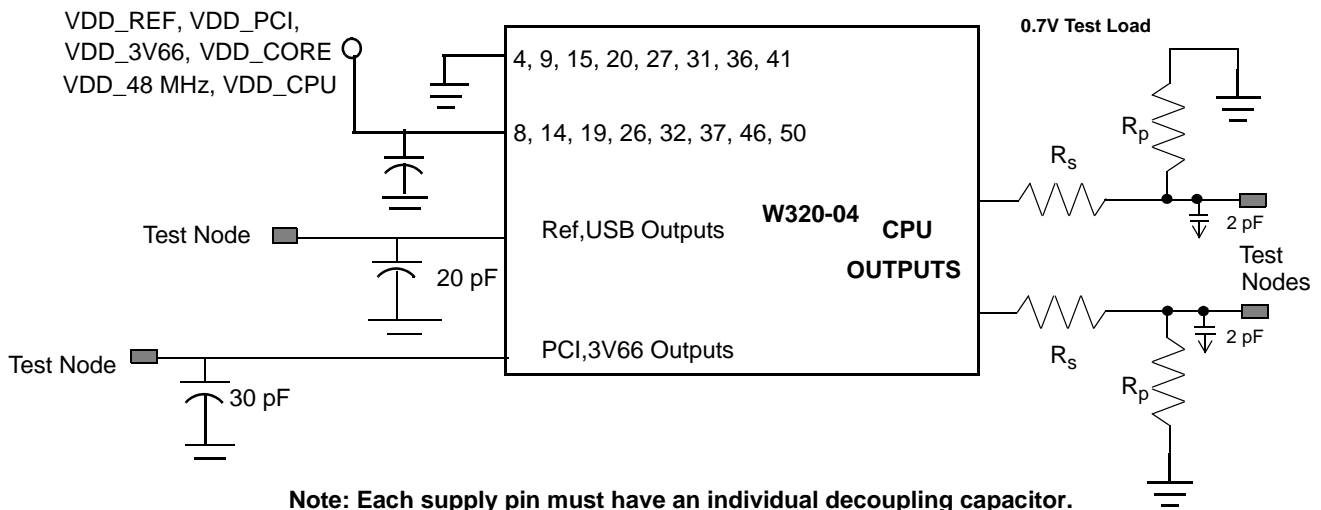 VDD_REF, VDD_PCI,
VDD_3V66, VDD_CORE
VDD_48 MHz, VDD_CPU
4, 9, 15, 20, 27, 31, 36, 41
8, 14, 19, 26, 32, 37, 46, 50
0.7V Test Load
Rp
Rs
2 pF
W320-04
CPU
OUTPUTS
Test Node
Ref,USB Outputs
20 pF
Test
Nodes
2 pF
Rs
Rp
Test Node
PCI,3V66 Outputs
30 pF
Note: Each supply pin must have an individual decoupling capacitor.